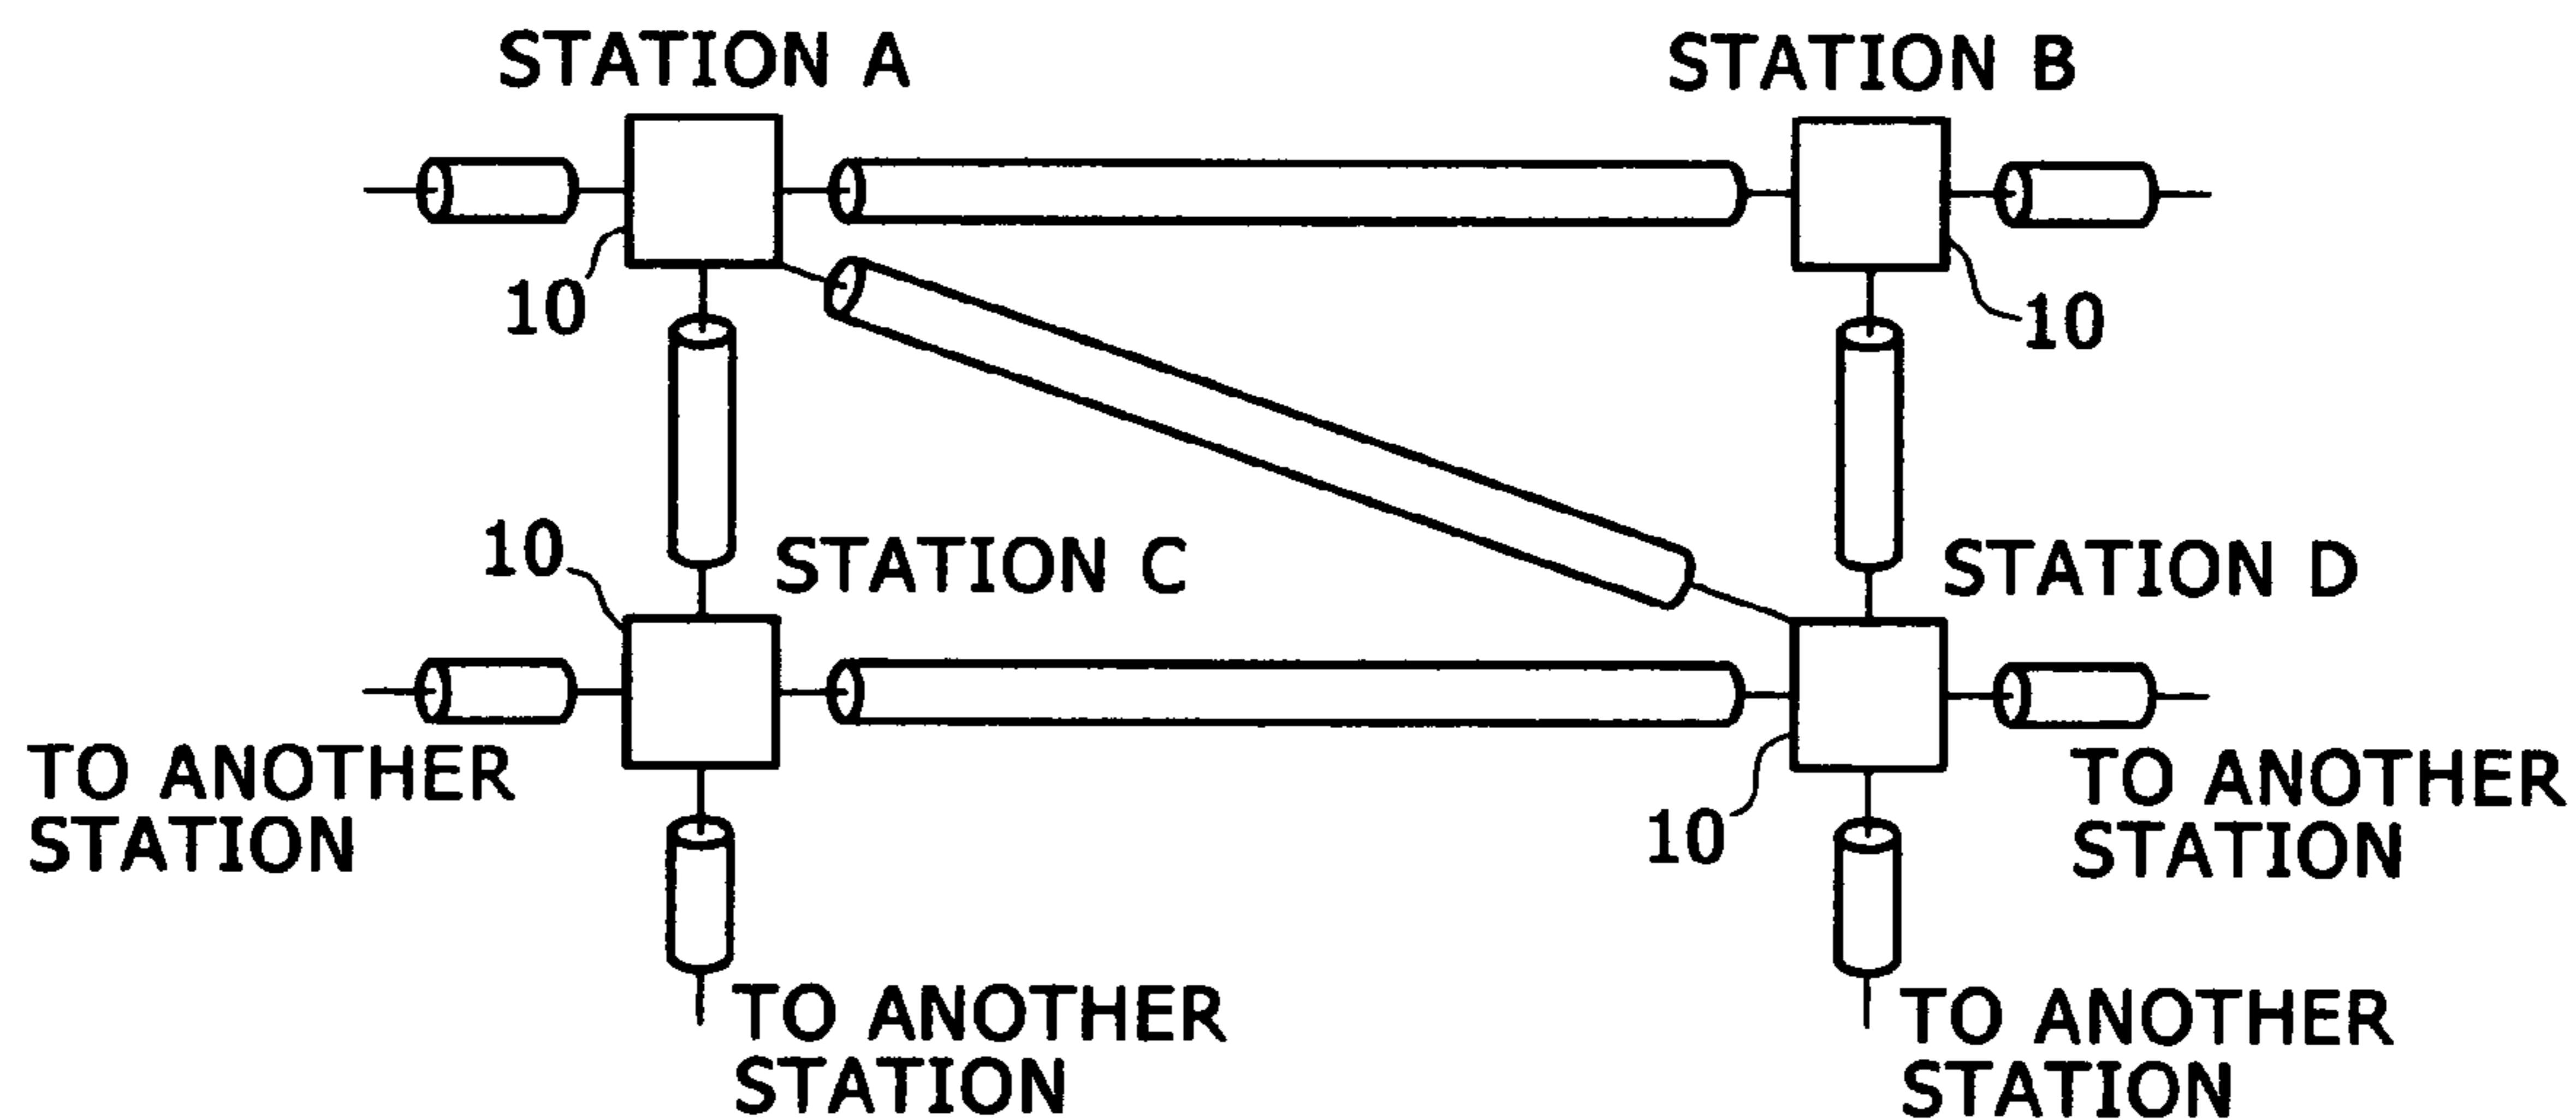 STATION A
STATION B
10
10
10
STATION C
STATION D
TO ANOTHER
STATION
10
TO ANOTHER
STATION
TO ANOTHER
STATION
TO ANOTHER
STATION